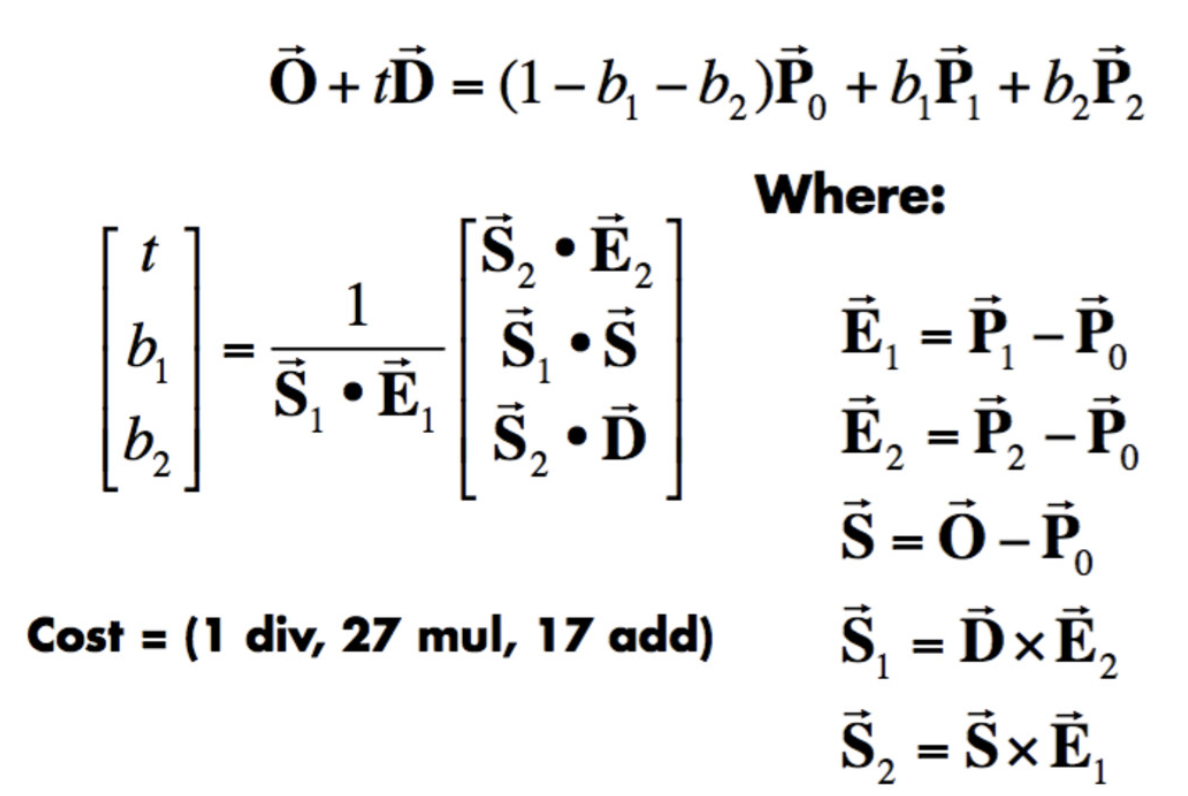 O⃗ + tD⃗ = (1 − b₁ − b₂)P⃗₀ + b₁P⃗₁ + b₂P⃗₂
Where:
[t b₁ b₂] = 1 / (S⃗₁ • E⃗₁) [S⃗₂ • E⃗₂ S⃗₁ • S⃗ S⃗₂ • D⃗]
E⃗₁ = P⃗₁ − P⃗₀
E⃗₂ = P⃗₂ − P⃗₀
S⃗ = O⃗ − P⃗₀
S⃗₁ = D⃗ × E⃗₂
S⃗₂ = S⃗ × E⃗₁
Cost = (1 div, 27 mul, 17 add)